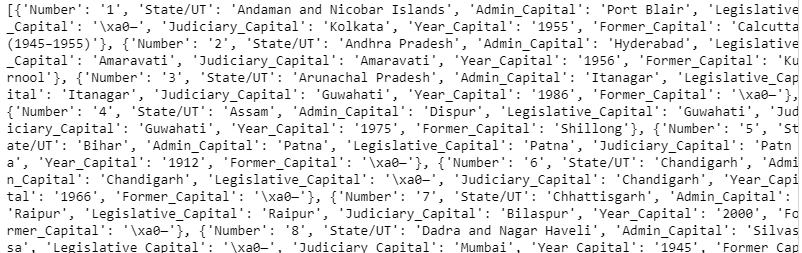 [{'Number': '1', 'State/UT': 'Andaman and Nicobar Islands', 'Admin_Capital': 'Port Blair', 'Legislative
_Capital': '\xa0—', 'Judiciary_Capital': 'Kolkata', 'Year_Capital': '1955', 'Former_Capital': 'Calcutta
(1945–1955)'}, {'Number': '2', 'State/UT': 'Andhra Pradesh', 'Admin_Capital': 'Hyderabad', 'Legislative
_Capital': 'Amaravati', 'Judiciary_Capital': 'Amaravati', 'Year_Capital': '1956', 'Former_Capital': 'Ku
rnool'}, {'Number': '3', 'State/UT': 'Arunachal Pradesh', 'Admin_Capital': 'Itanagar', 'Legislative_Cap
ital': 'Itanagar', 'Judiciary_Capital': 'Guwahati', 'Year_Capital': '1986', 'Former_Capital': '\xa0—'},
{'Number': '4', 'State/UT': 'Assam', 'Admin_Capital': 'Dispur', 'Legislative_Capital': 'Guwahati', 'Jud
iciary_Capital': 'Guwahati', 'Year_Capital': '1975', 'Former_Capital': 'Shillong'}, {'Number': '5', 'St
ate/UT': 'Bihar', 'Admin_Capital': 'Patna', 'Legislative_Capital': 'Patna', 'Judiciary_Capital': 'Patn
a', 'Year_Capital': '1912', 'Former_Capital': '\xa0—'}, {'Number': '6', 'State/UT': 'Chandigarh', 'Admi
n_Capital': 'Chandigarh', 'Legislative_Capital': '\xa0—', 'Judiciary_Capital': 'Chandigarh', 'Year_Capi
tal': '1966', 'Former_Capital': '\xa0—'}, {'Number': '7', 'State/UT': 'Chhattisgarh', 'Admin_Capital':
'Raipur', 'Legislative_Capital': 'Raipur', 'Judiciary_Capital': 'Bilaspur', 'Year_Capital': '2000', 'Fo
rmer_Capital': '\xa0—'}, {'Number': '8', 'State/UT': 'Dadra and Nagar Haveli', 'Admin_Capital': 'Silvas
sa', 'Legislative_Capital': '\xa0—', 'Judiciary_Capital': 'Mumbai', 'Year_Capital': '1945', 'Former_Cap